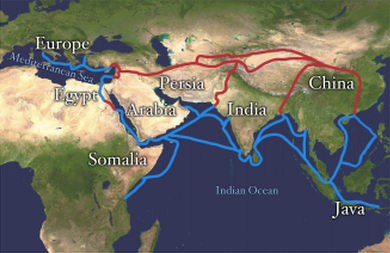 Europe
Mediterranean Sea
Egypt
Persia
Arabia
India
China
Somalia
Indian Ocean
Java